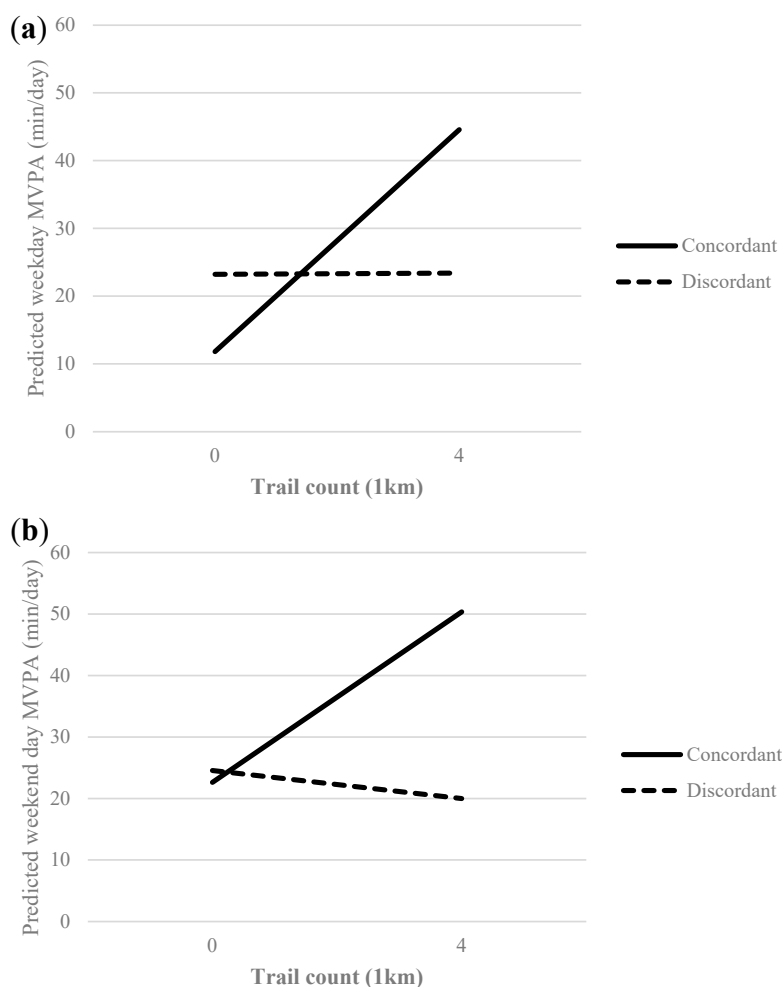 (a)
60
50
40
30
20
10
0
Predicted weekday MVPA (min/day)
0 4
Trail count (1km)
Concordant
Discordant
(b)
60
50
40
30
20
10
0
Predicted weekend day MVPA (min/day)
0 4
Trail count (1km)
Concordant
Discordant